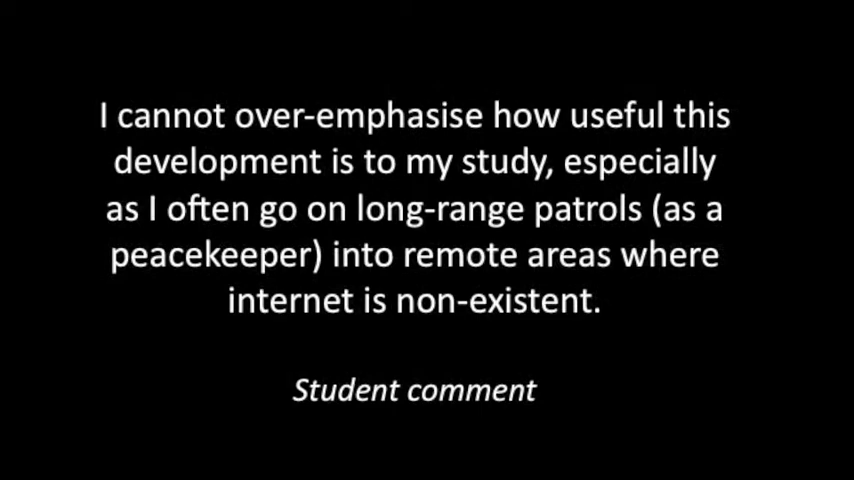 I cannot over-emphasise how useful this
development is to my study, especially
as I often go on long-range patrols (as a
peacekeeper) into remote areas where
internet is non-existent.
Student comment